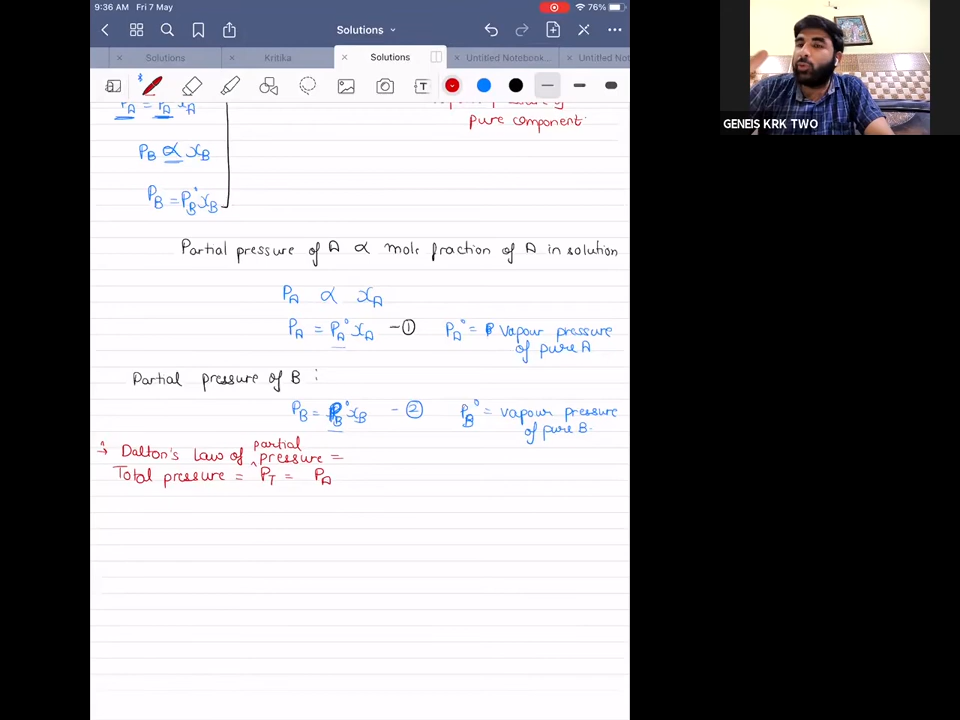 9:36 AM Fri 7 May
76%
Solutions
Solutions
Kritika
Solutions
Untitled Notebook...
Untitled Not
T
GENEIS KRK TWO
P_A = P_A° x_A
pure component
P_B ∝ x_B
P_B = P_B° x_B
Partial pressure of A ∝ mole fraction of A in solution
P_A ∝ x_A
P_A = P_A° x_A - ①
P_A° = vapour pressure
of pure A
Partial pressure of B :
P_B = P_B° x_B - ②
P_B° = vapour pressure
of pure B.
→ Dalton's Law of partial pressure =
Total pressure = P_T = P_A